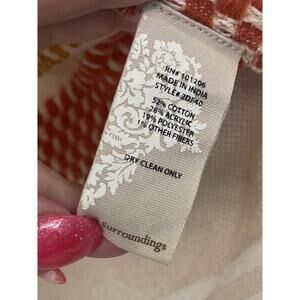 RN# 101206
MADE IN INDIA
STYLE# 2DF40
52% COTTON
28% ACRYLIC
19% POLYESTER
1% OTHER FIBERS
DRY CLEAN ONLY
Surroundings